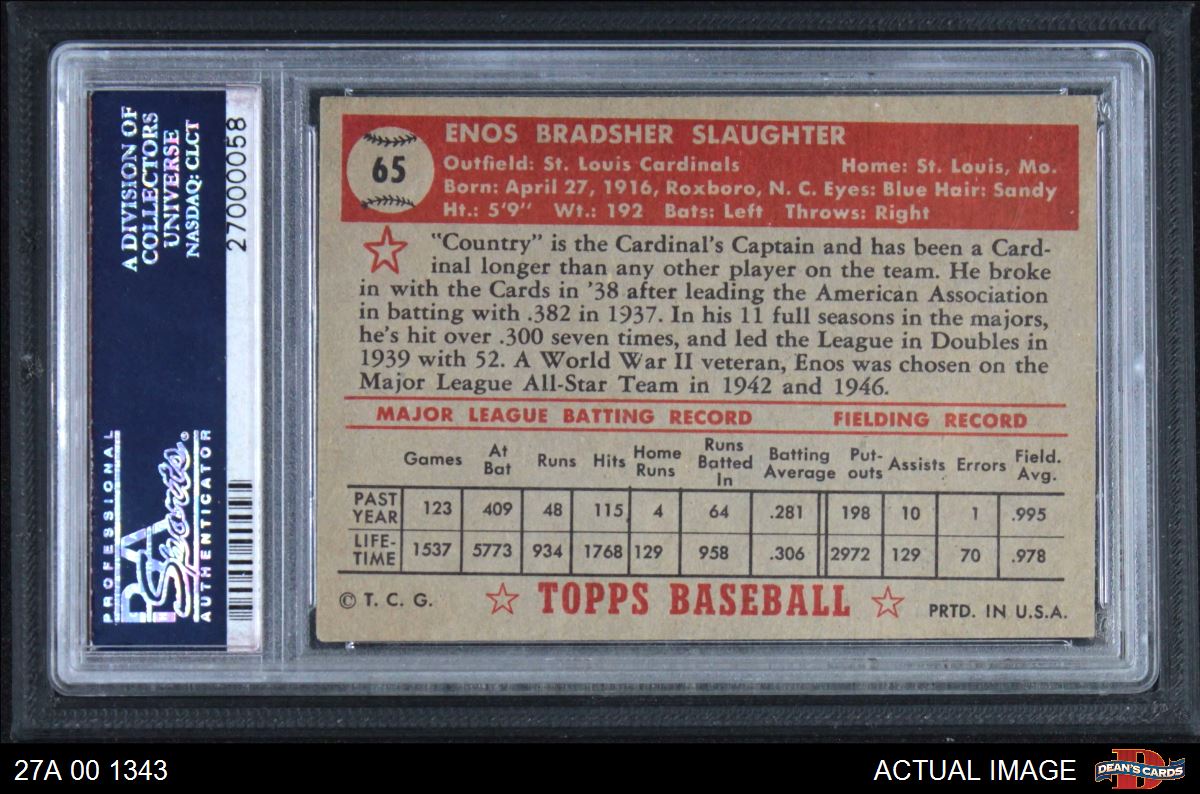 A DIVISION OF
COLLECTORS
UNIVERSE
NASDAQ: CLCT
27000058
PROFESSIONAL
PSA
Sports®
AUTHENTICATOR
65
ENOS BRADSHER SLAUGHTER
Outfield: St. Louis Cardinals Home: St. Louis, Mo.
Born: April 27, 1916, Roxboro, N. C. Eyes: Blue Hair: Sandy
Ht.: 5'9" Wt.: 192 Bats: Left Throws: Right
"Country" is the Cardinal's Captain and has been a Card-
inal longer than any other player on the team. He broke
in with the Cards in '38 after leading the American Association
in batting with .382 in 1937. In his 11 full seasons in the majors,
he's hit over .300 seven times, and led the League in Doubles in
1939 with 52. A World War II veteran, Enos was chosen on the
Major League All-Star Team in 1942 and 1946.
MAJOR LEAGUE BATTING RECORD FIELDING RECORD
Games At Bat Runs Hits Home Runs Runs Batted In Batting Average Put-outs Assists Errors Field. Avg.
PAST YEAR 123 409 48 115 4 64 .281 198 10 1 .995
LIFE-TIME 1537 5773 934 1768 129 958 .306 2972 129 70 .978
© T. C. G. TOPPS BASEBALL PRTD. IN U.S.A.
27A 00 1343
ACTUAL IMAGE
D
DEAN'S CARDS